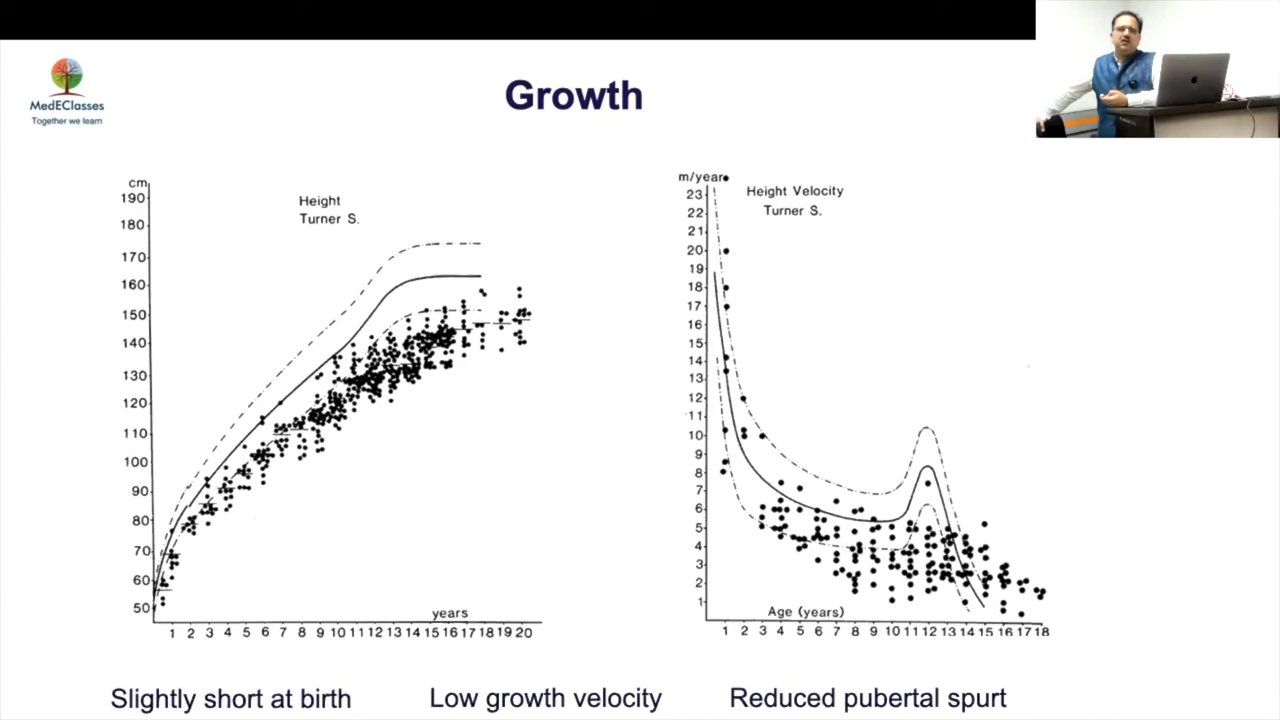 MedEClasses
Together we learn
Growth
cm
190
180
170
160
150
140
130
120
110
100
90
80
70
60
50
Height
Turner S.
years
1 2 3 4 5 6 7 8 9 10 11 12 13 14 15 16 17 18 19 20
m/year
23
22
21
20
19
18
17
16
15
14
13
12
11
10
9
8
7
6
5
4
3
2
1
Height Velocity
Turner S.
Age (years)
1 2 3 4 5 6 7 8 9 10 11 12 13 14 15 16 17 18
Slightly short at birth
Low growth velocity
Reduced pubertal spurt